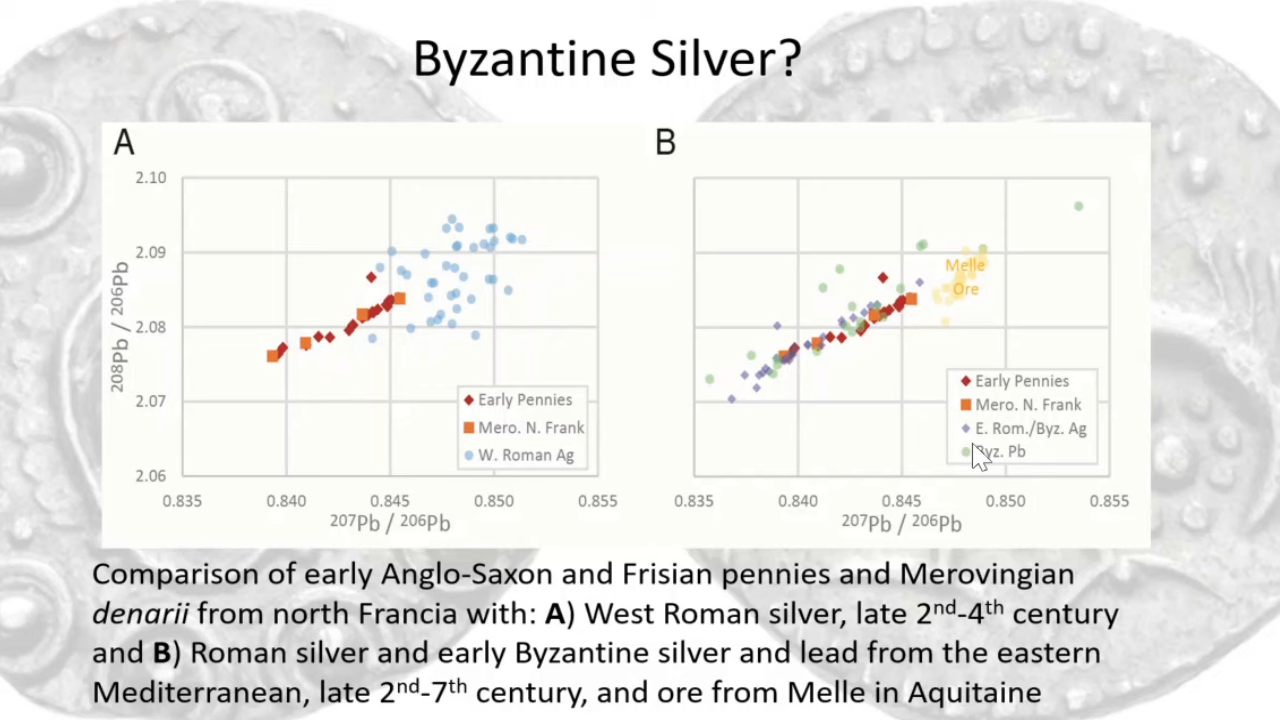 Byzantine Silver?
A
2.10
2.09
2.08
2.07
2.06
208Pb / 206Pb
0.835 0.840 0.845 0.850 0.855
207Pb / 206Pb
Early Pennies
Mero. N. Frank
W. Roman Ag
B
Melle
Ore
Early Pennies
Mero. N. Frank
E. Rom./Byz. Ag
Byz. Pb
0.835 0.840 0.845 0.850 0.855
207Pb / 206Pb
Comparison of early Anglo-Saxon and Frisian pennies and Merovingian
denarii from north Francia with: A) West Roman silver, late 2nd-4th century
and B) Roman silver and early Byzantine silver and lead from the eastern
Mediterranean, late 2nd-7th century, and ore from Melle in Aquitaine